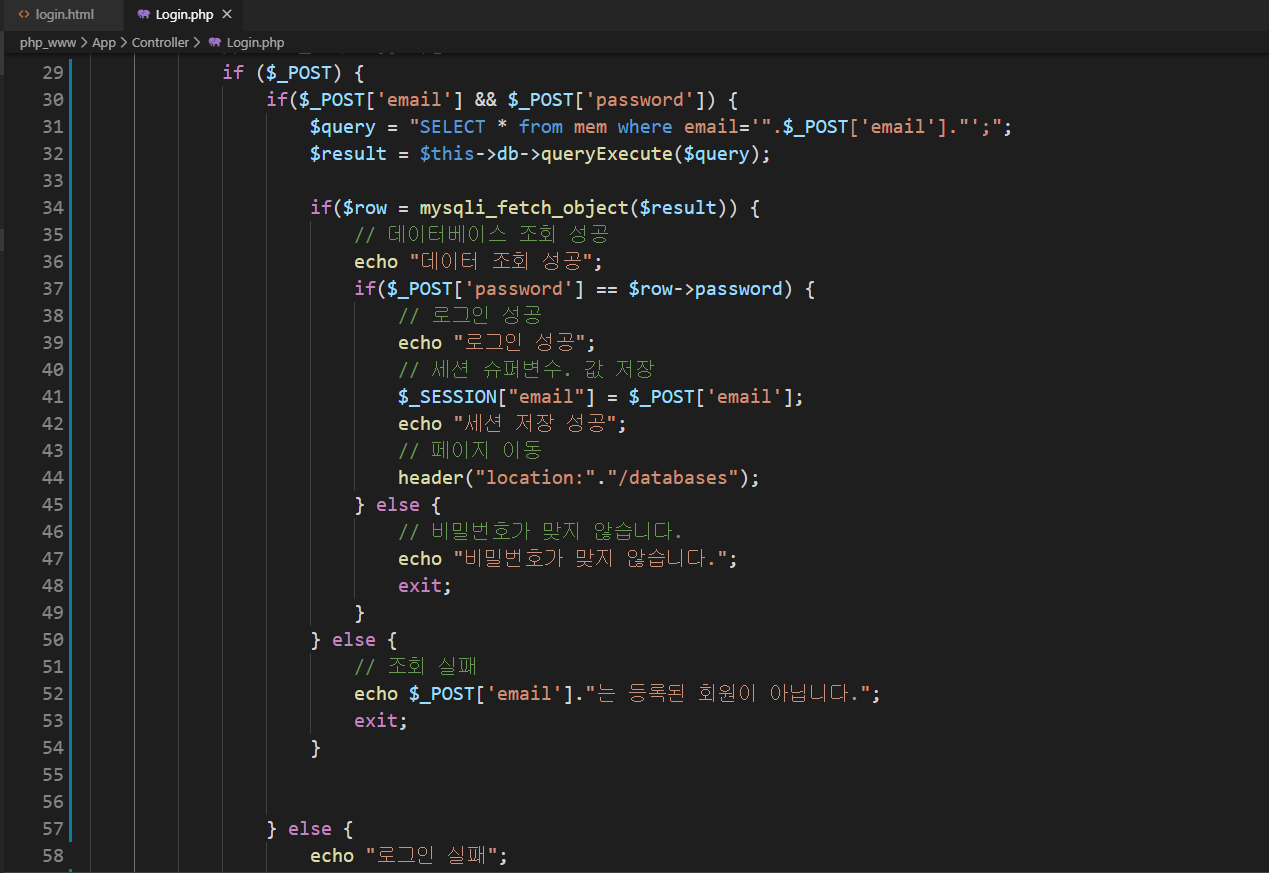 login.html Login.php
php_www > App > Controller > Login.php
29 if ($_POST) {
30 if($_POST['email'] && $_POST['password']) {
31 $query = "SELECT * from mem where email='".$_POST['email']."';";
32 $result = $this->db->queryExecute($query);
33
34 if($row = mysqli_fetch_object($result)) {
35 // 데이터베이스 조회 성공
36 echo "데이터 조회 성공";
37 if($_POST['password'] == $row->password) {
38 // 로그인 성공
39 echo "로그인 성공";
40 // 세션 슈퍼변수. 값 저장
41 $_SESSION["email"] = $_POST['email'];
42 echo "세션 저장 성공";
43 // 페이지 이동
44 header("location:"."/databases");
45 } else {
46 // 비밀번호가 맞지 않습니다.
47 echo "비밀번호가 맞지 않습니다.";
48 exit;
49 }
50 } else {
51 // 조회 실패
52 echo $_POST['email']."는 등록된 회원이 아닙니다.";
53 exit;
54 }
55
56
57 } else {
58 echo "로그인 실패";